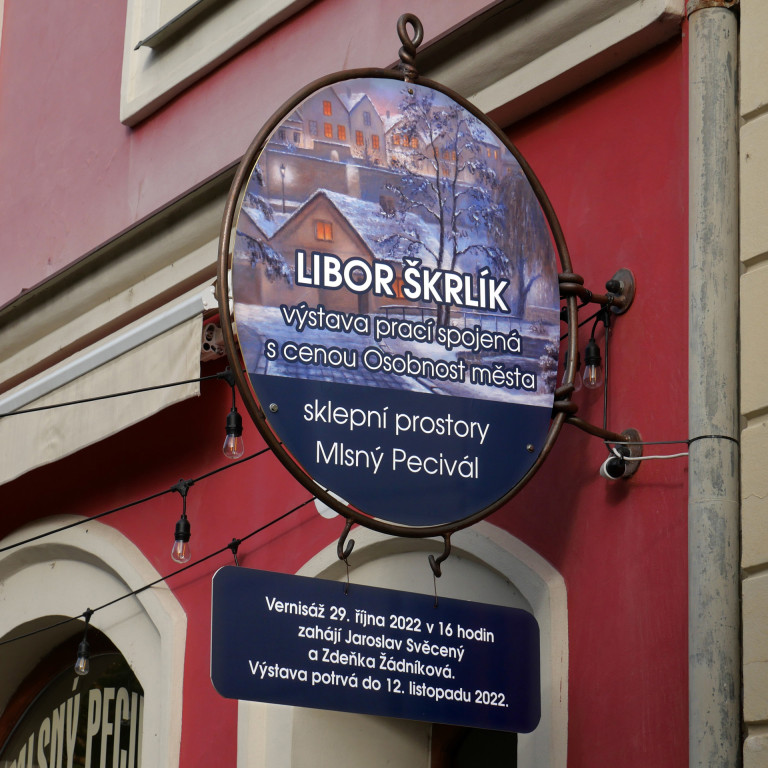 LIBOR ŠKRLÍK
výstava prací spojená
s cenou Osobnost města
sklepní prostory
Mlsný Pecivál
Vernisáž 29. října 2022 v 16 hodin
zahájí Jaroslav Svěcený
a Zdeňka Žádníková.
Výstava potrvá do 12. listopadu 2022.